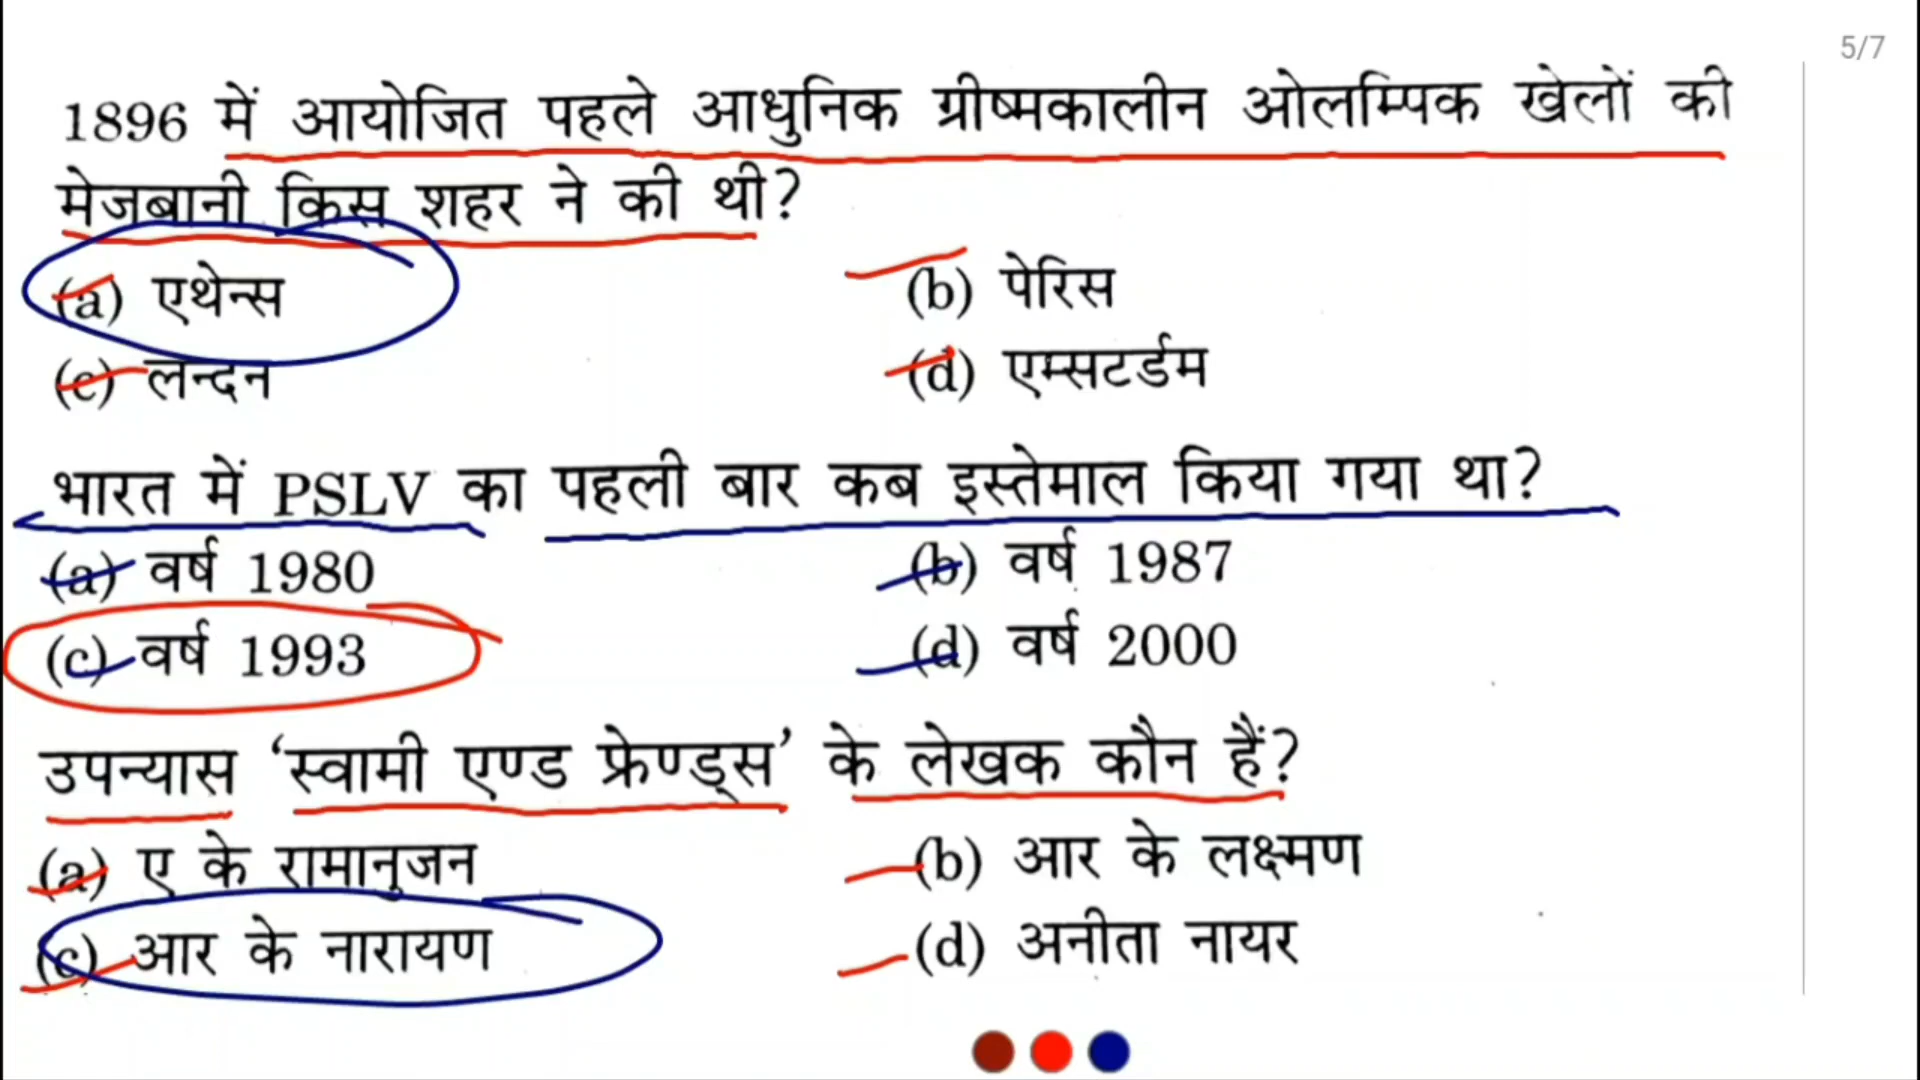 5/7
1896 में आयोजित पहले आधुनिक ग्रीष्मकालीन ओलम्पिक खेलों की
मेजबानी किस शहर ने की थी?
(a) एथेन्स (b) पेरिस
(c) लन्दन (d) एम्सटर्डम
भारत में PSLV का पहली बार कब इस्तेमाल किया गया था?
(a) वर्ष 1980 (b) वर्ष 1987
(c) वर्ष 1993 (d) वर्ष 2000
उपन्यास ‘स्वामी एण्ड फ्रेण्ड्स’ के लेखक कौन हैं?
(a) ए के रामानुजन (b) आर के लक्ष्मण
(c) आर के नारायण (d) अनीता नायर